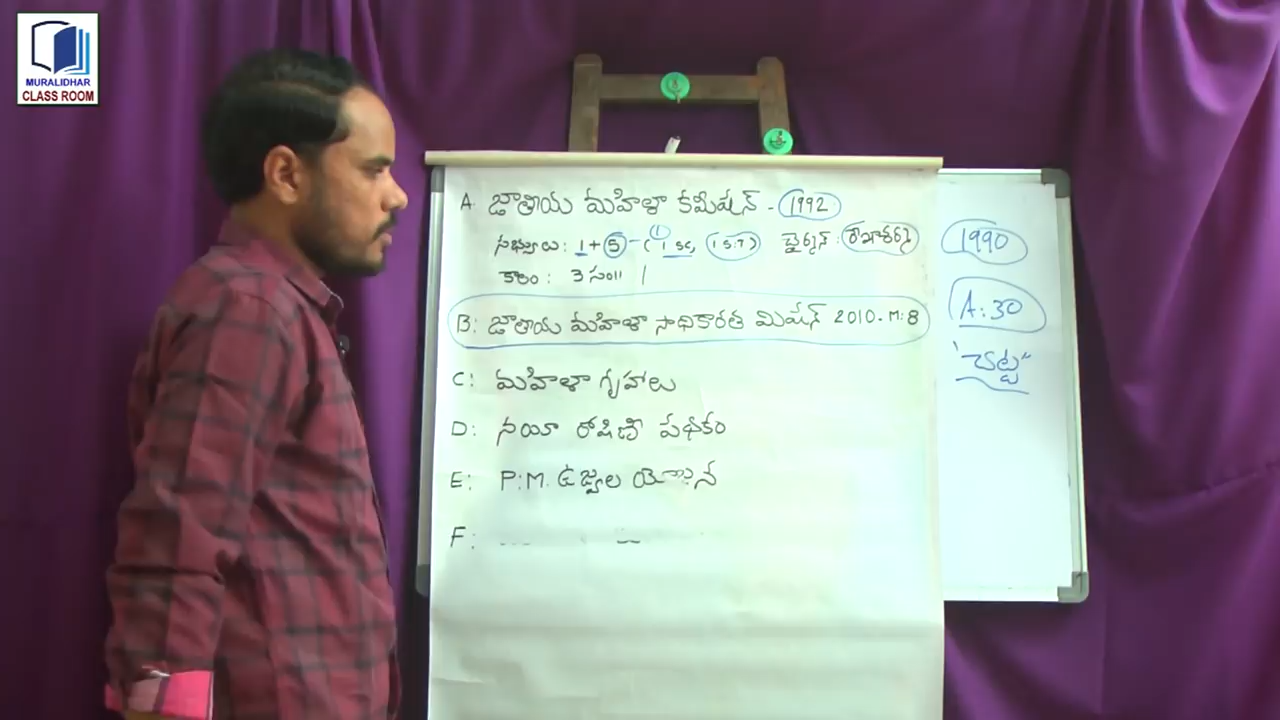 MURALIDHAR
CLASS ROOM
A. జాతీయ మహిళా కమీషన్ - 1992
సభ్యులు: 1 + 5 - ( 1 SC, 1 S.T) ఛైర్మన్ : రేఖాశర్మ
1
కాలం : 3 సం॥
B: జాతీయ మహిళా సాధికారత మిషన్ 2010. M: 8
C: మహిళా గృహాలు
D: నయీ రోషిణి పథకం
E: P.M. ఉజ్వల యోజన
F:
1990
A: 30
"చట్ట"